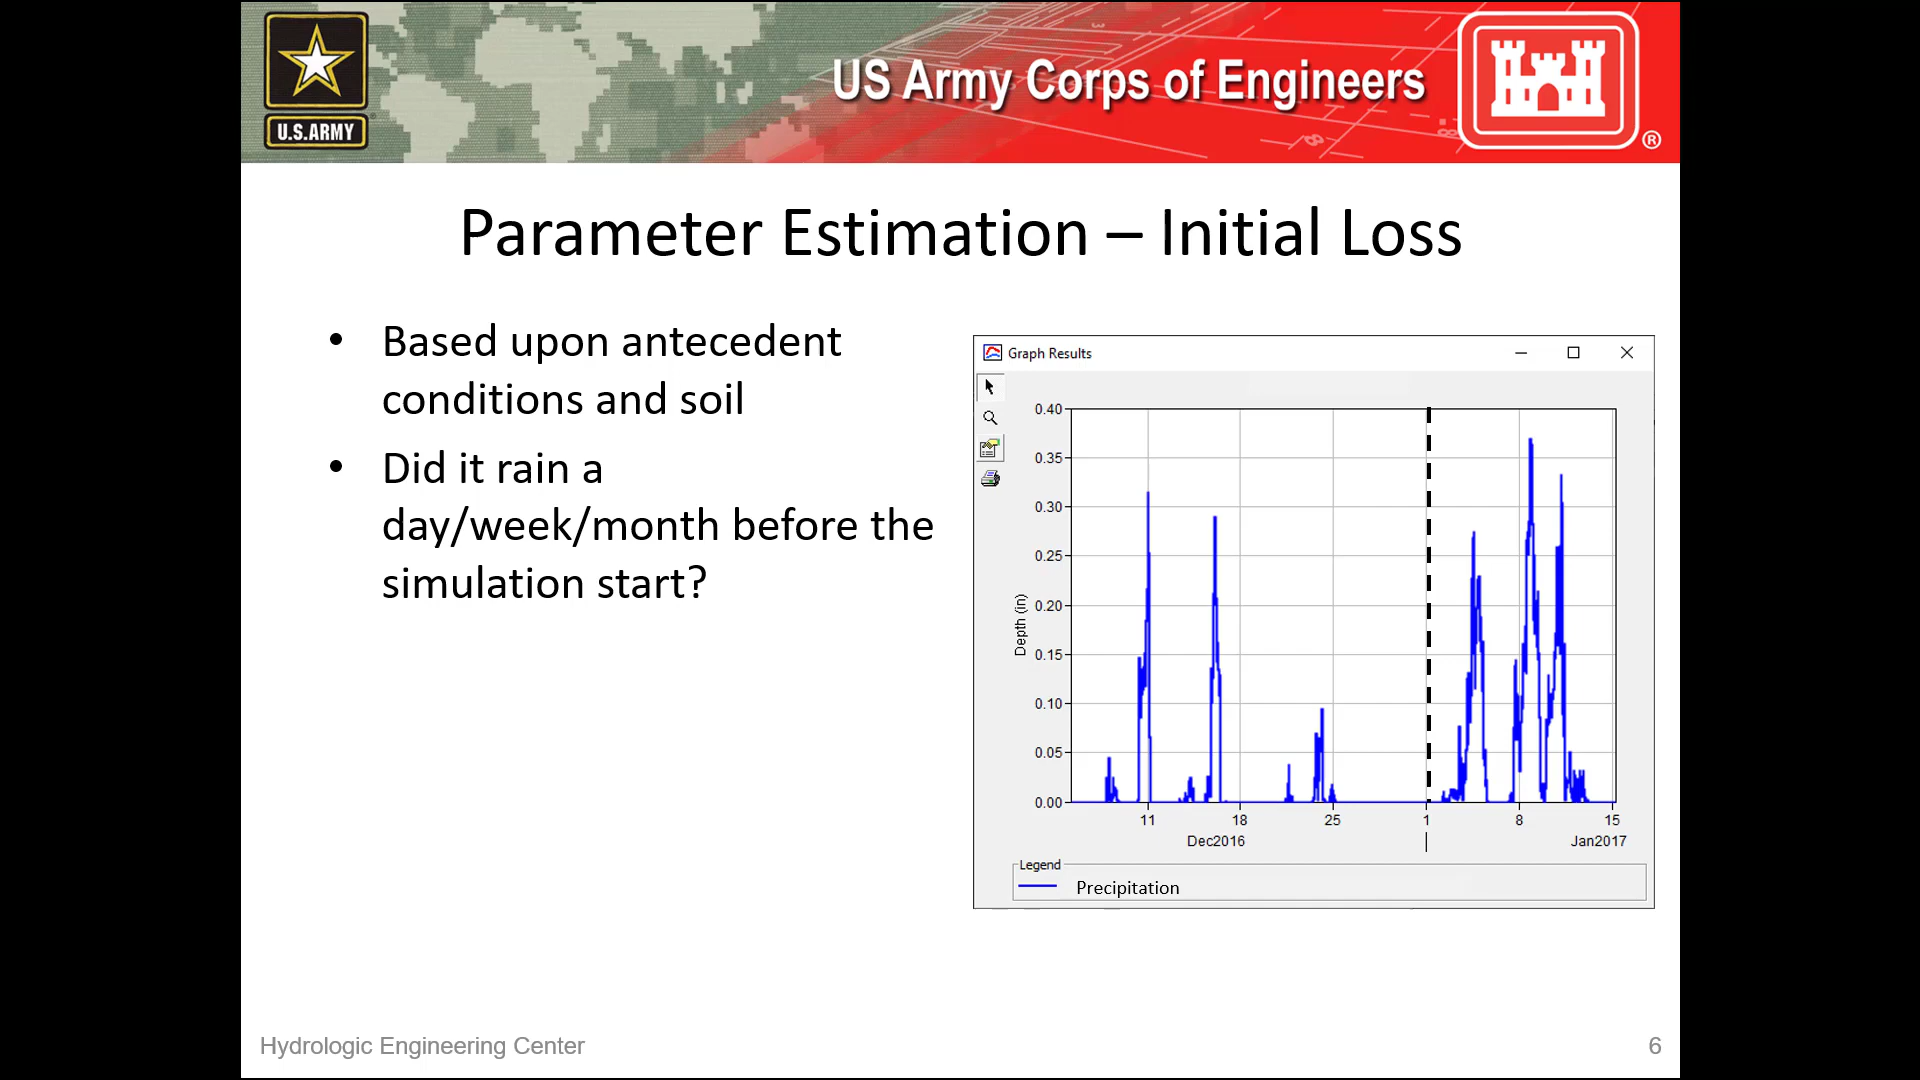 U.S.ARMY
US Army Corps of Engineers
®
Parameter Estimation – Initial Loss
• Based upon antecedent
conditions and soil
• Did it rain a
day/week/month before the
simulation start?
Graph Results
0.40
0.35
0.30
0.25
0.20
0.15
0.10
0.05
0.00
Depth (in)
11 18 25 1 8 15
Dec2016 Jan2017
Legend
Precipitation
Hydrologic Engineering Center
6